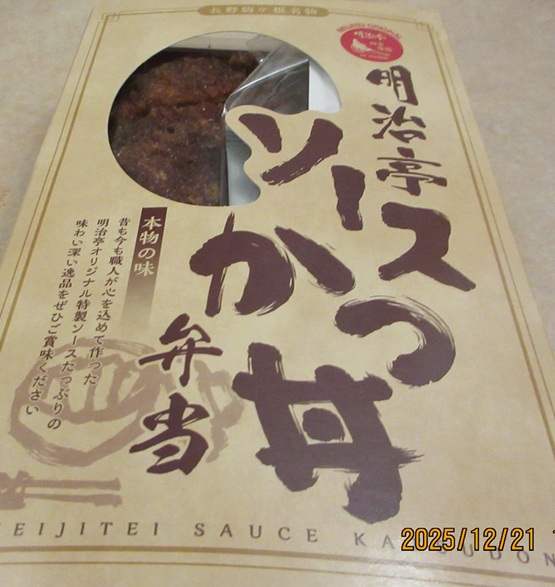 長野駒ヶ根名物
明治亭
ソースかつ丼
弁当
本物の味
昔も今も職人が心を込めて作った
明治亭オリジナル特製ソースたっぷりの
味わい深い逸品をぜひご賞味ください
MEIJITEI SAUCE KATSUDON
2025/12/21